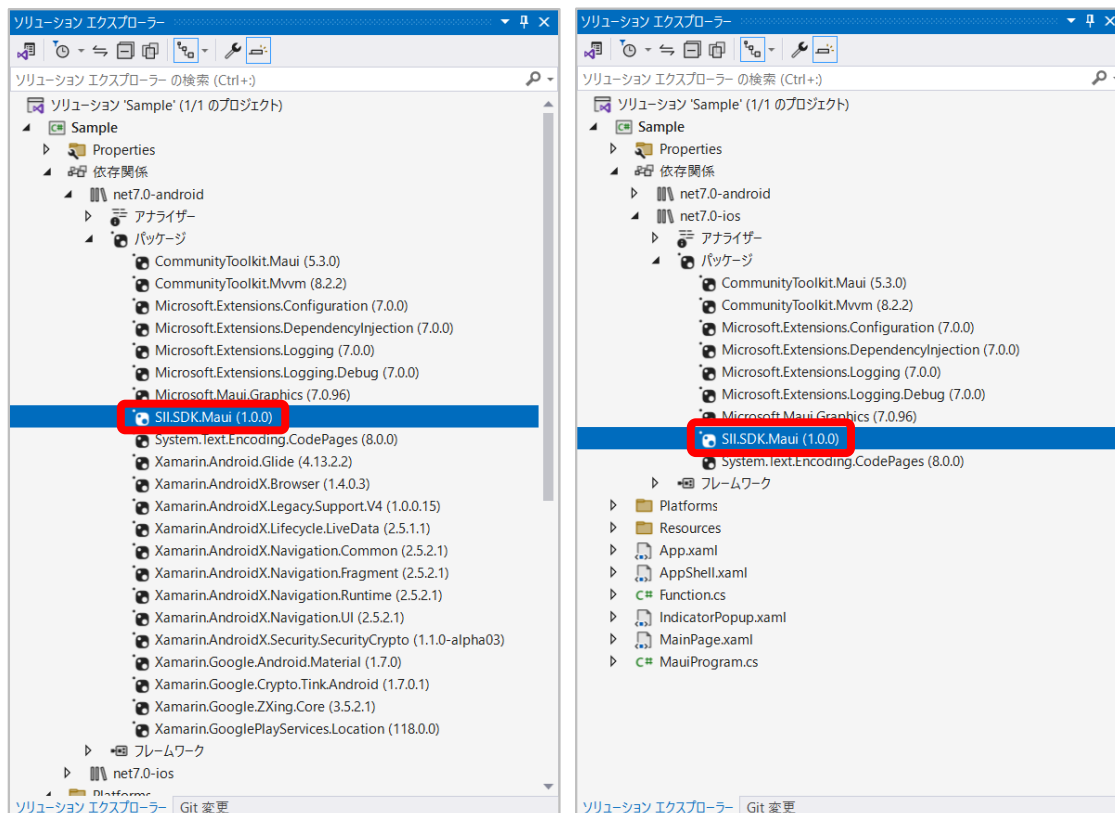 ソリューション エクスプローラー
ソリューション エクスプローラー の検索 (Ctrl+:)
ソリューション 'Sample' (1/1 のプロジェクト)
C# Sample
Properties
依存関係
net7.0-android
アナライザー
パッケージ
CommunityToolkit.Maui (5.3.0)
CommunityToolkit.Mvvm (8.2.2)
Microsoft.Extensions.Configuration (7.0.0)
Microsoft.Extensions.DependencyInjection (7.0.0)
Microsoft.Extensions.Logging (7.0.0)
Microsoft.Extensions.Logging.Debug (7.0.0)
Microsoft.Maui.Graphics (7.0.96)
SII.SDK.Maui (1.0.0)
System.Text.Encoding.CodePages (8.0.0)
Xamarin.Android.Glide (4.13.2.2)
Xamarin.AndroidX.Browser (1.4.0.3)
Xamarin.AndroidX.Legacy.Support.V4 (1.0.0.15)
Xamarin.AndroidX.Lifecycle.LiveData (2.5.1.1)
Xamarin.AndroidX.Navigation.Common (2.5.2.1)
Xamarin.AndroidX.Navigation.Fragment (2.5.2.1)
Xamarin.AndroidX.Navigation.Runtime (2.5.2.1)
Xamarin.AndroidX.Navigation.UI (2.5.2.1)
Xamarin.AndroidX.Security.SecurityCrypto (1.1.0-alpha03)
Xamarin.Google.Android.Material (1.7.0)
Xamarin.Google.Crypto.Tink.Android (1.7.0.1)
Xamarin.Google.ZXing.Core (3.5.2.1)
Xamarin.GooglePlayServices.Location (118.0.0)
フレームワーク
net7.0-ios
Platforms
ソリューション エクスプローラー Git 変更
ソリューション エクスプローラー
ソリューション エクスプローラー の検索 (Ctrl+:)
ソリューション 'Sample' (1/1 のプロジェクト)
C# Sample
Properties
依存関係
net7.0-android
net7.0-ios
アナライザー
パッケージ
CommunityToolkit.Maui (5.3.0)
CommunityToolkit.Mvvm (8.2.2)
Microsoft.Extensions.Configuration (7.0.0)
Microsoft.Extensions.DependencyInjection (7.0.0)
Microsoft.Extensions.Logging (7.0.0)
Microsoft.Extensions.Logging.Debug (7.0.0)
Microsoft.Maui.Graphics (7.0.96)
SII.SDK.Maui (1.0.0)
System.Text.Encoding.CodePages (8.0.0)
フレームワーク
Platforms
Resources
App.xaml
AppShell.xaml
C# Function.cs
IndicatorPopup.xaml
MainPage.xaml
C# MauiProgram.cs
ソリューション エクスプローラー Git 変更